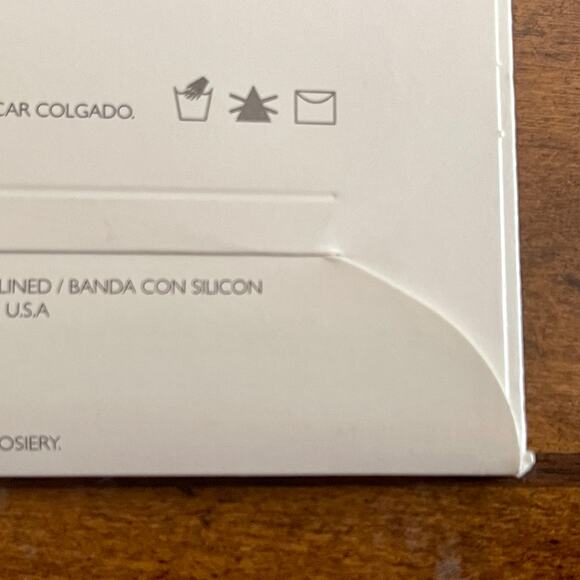 CAR COLGADO.
LINED / BANDA CON SILICON
U.S.A
OSIERY.